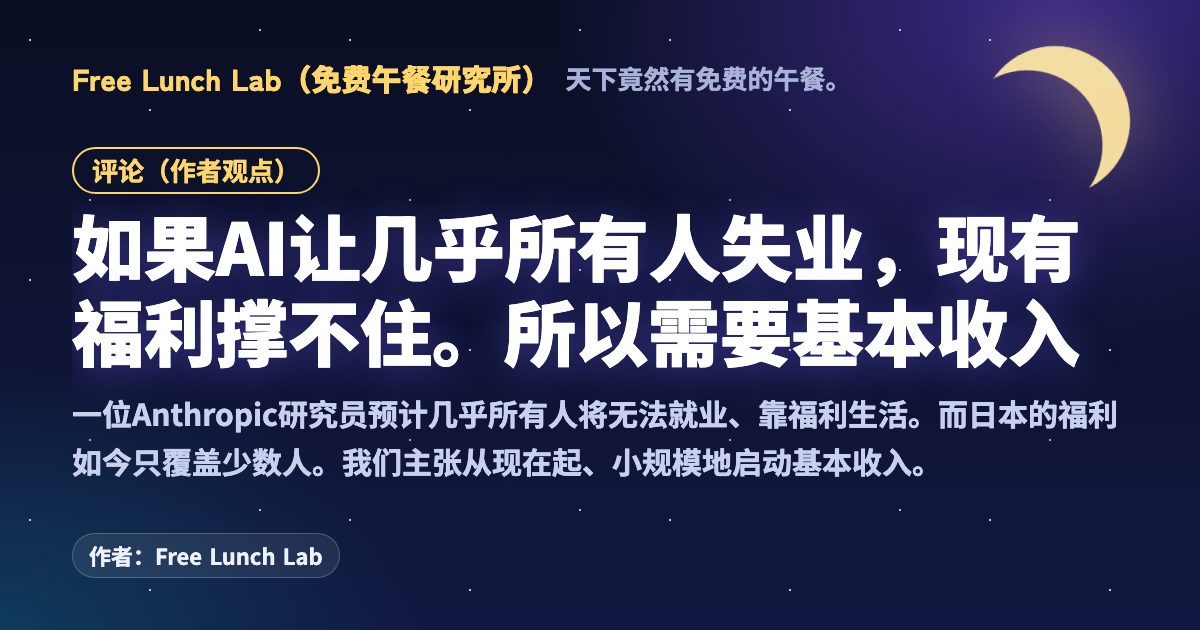 Free Lunch Lab（免费午餐研究所） 天下竟然有免费的午餐。
评论（作者观点）
如果AI让几乎所有人失业，现有
福利撑不住。所以需要基本收入
一位Anthropic研究员预计几乎所有人将无法就业、靠福利生活。而日本的福利
如今只覆盖少数人。我们主张从现在起、小规模地启动基本收入。
作者：Free Lunch Lab